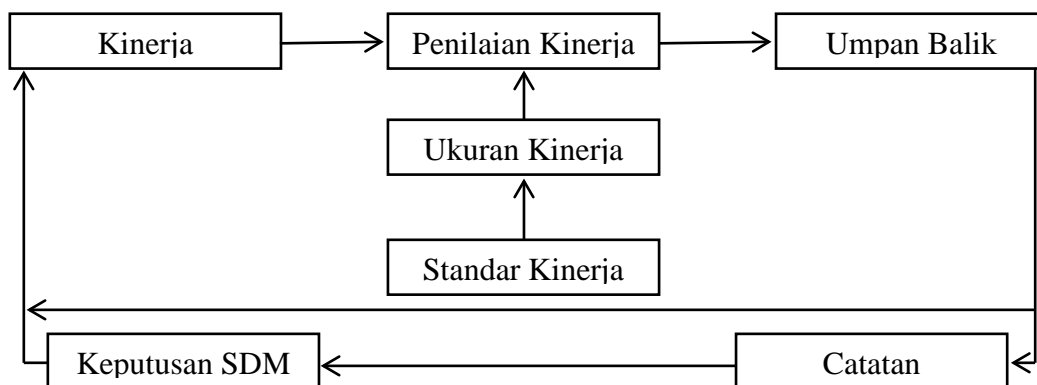 Kinerja
Penilaian Kinerja
Umpan Balik
Ukuran Kinerja
Standar Kinerja
Keputusan SDM
Catatan